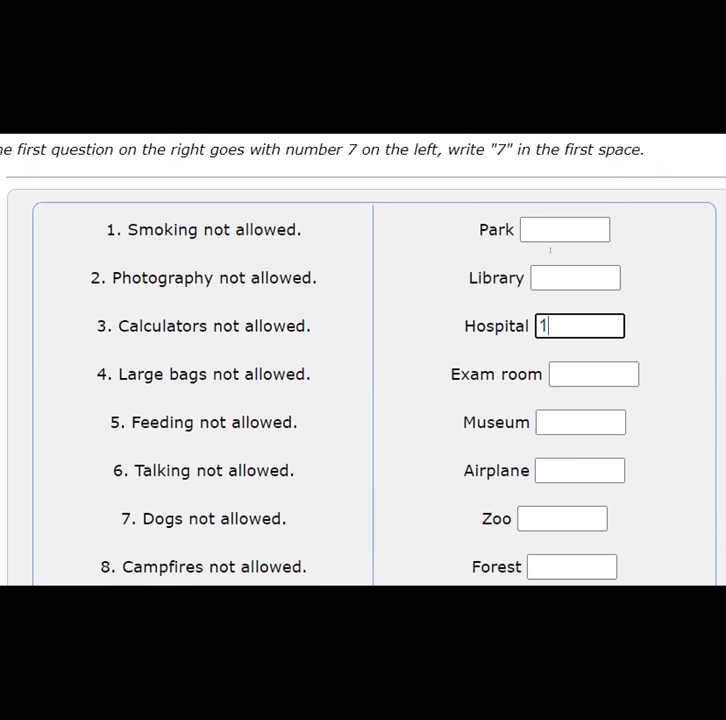 he first question on the right goes with number 7 on the left, write "7" in the first space.
1. Smoking not allowed. Park
2. Photography not allowed. Library
3. Calculators not allowed. Hospital 1
4. Large bags not allowed. Exam room
5. Feeding not allowed. Museum
6. Talking not allowed. Airplane
7. Dogs not allowed. Zoo
8. Campfires not allowed. Forest